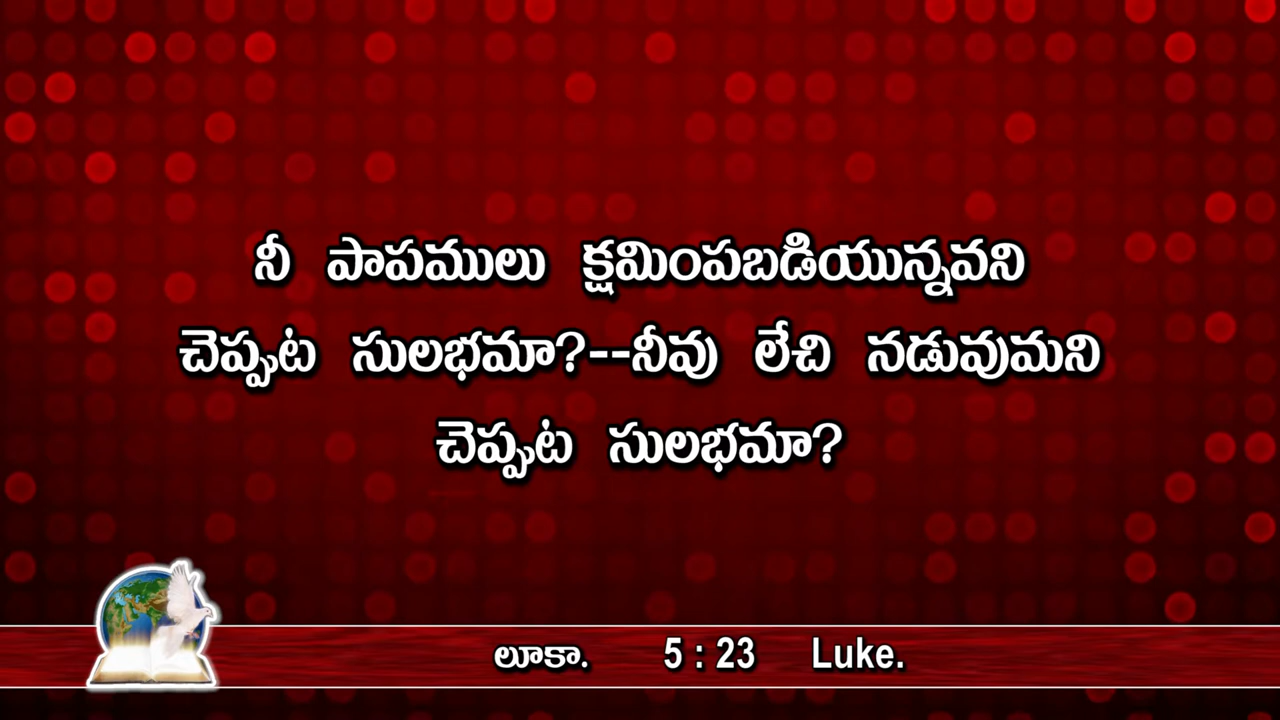 నీ పాపములు క్షమింపబడియున్నవని
చెప్పుట సులభమా?--నీవు లేచి నడువుమని
చెప్పుట సులభమా?
లూకా. 5 : 23 Luke.